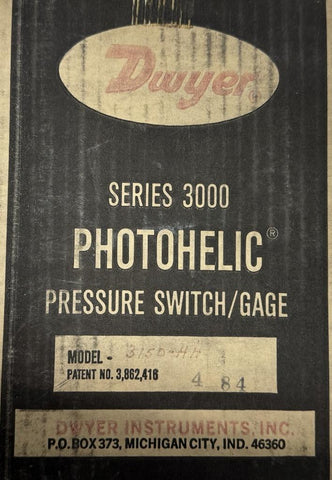 Dwyer
SERIES 3000
PHOTOHELIC®
PRESSURE SWITCH/GAGE
MODEL -
PATENT NO. 3,862,416
4 84
DWYER INSTRUMENTS, INC.
P.O. BOX 373, MICHIGAN CITY, IND. 46360